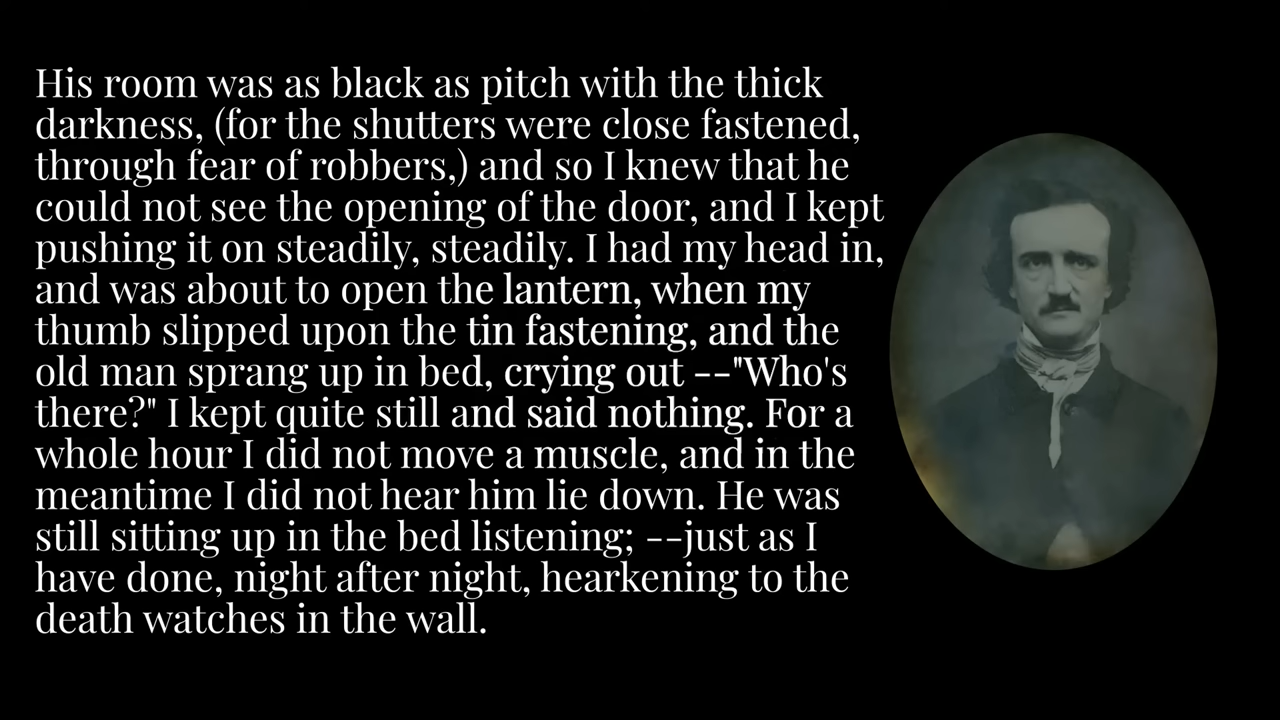 His room was as black as pitch with the thick
darkness, (for the shutters were close fastened,
through fear of robbers,) and so I knew that he
could not see the opening of the door, and I kept
pushing it on steadily, steadily. I had my head in,
and was about to open the lantern, when my
thumb slipped upon the tin fastening, and the
old man sprang up in bed, crying out --"Who's
there?" I kept quite still and said nothing. For a
whole hour I did not move a muscle, and in the
meantime I did not hear him lie down. He was
still sitting up in the bed listening; --just as I
have done, night after night, hearkening to the
death watches in the wall.